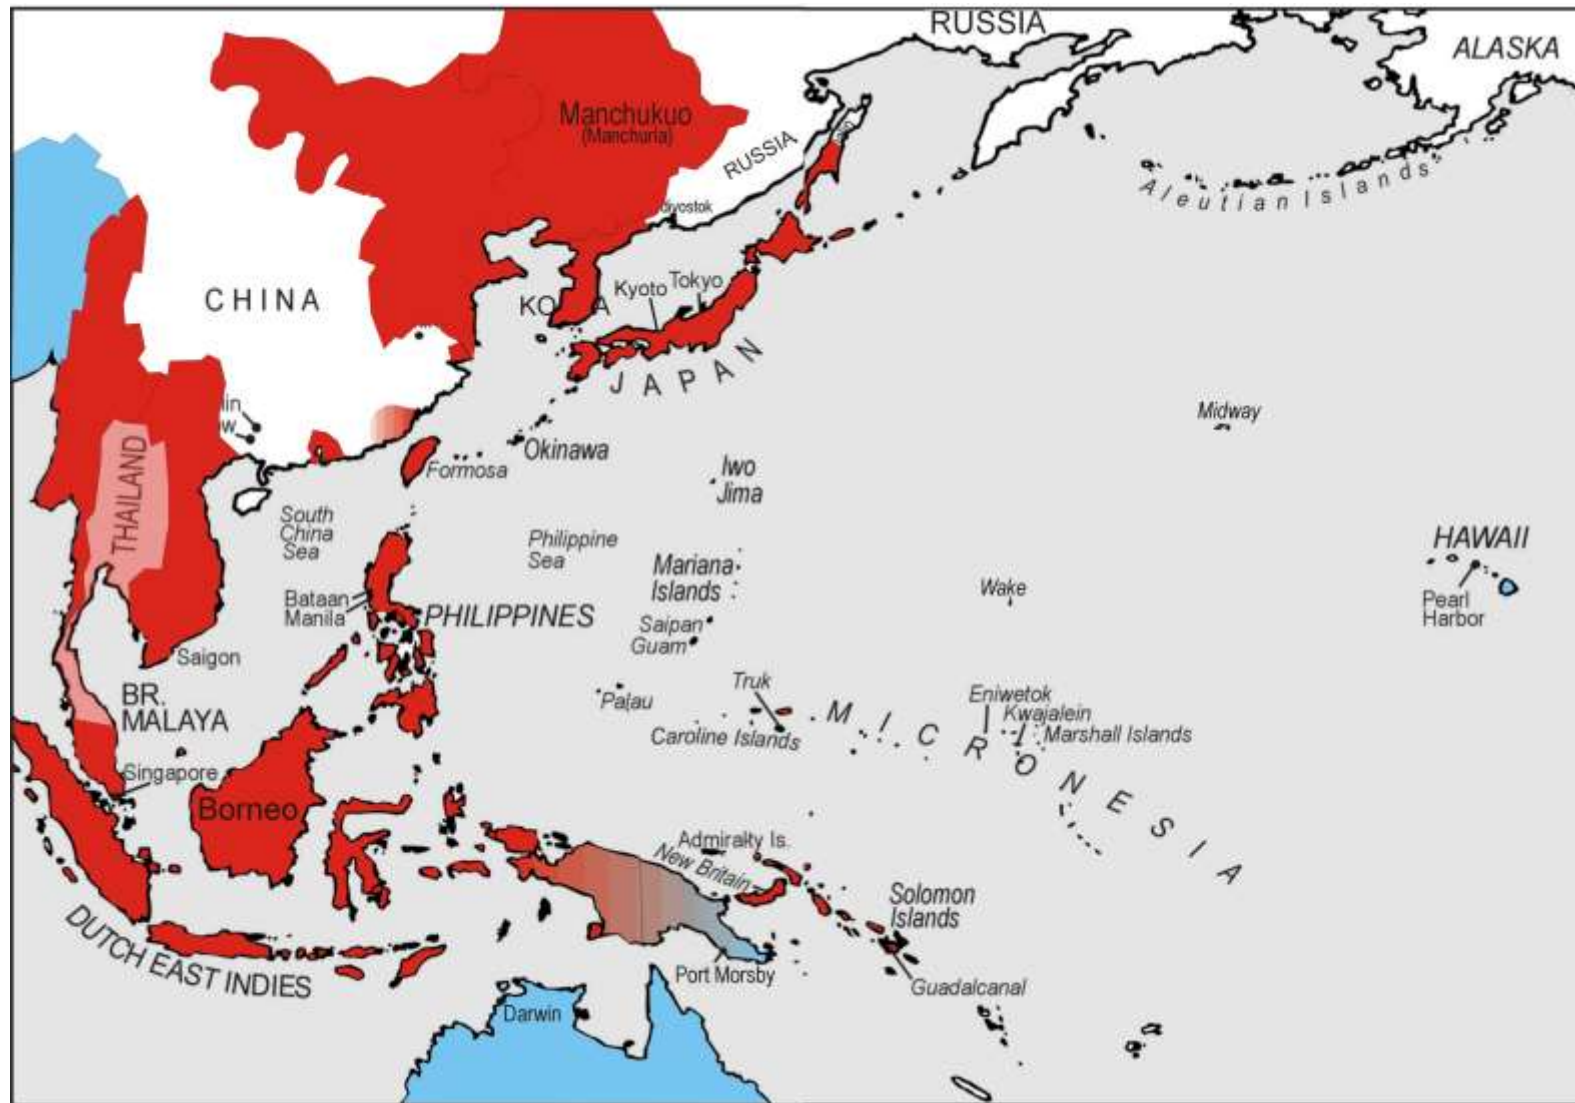 RUSSIA
ALASKA
Manchukuo
(Manchuria)
RUSSIA
Aleutian Islands
divostok
CHINA
KO A
Kyoto
Tokyo
JAPAN
in
w
Midway
THAILAND
Formosa
Okinawa
Iwo
Jima
South
China
Sea
Philippine
Sea
HAWAII
Mariana
Islands
Wake
Bataan
Manila
PHILIPPINES
Pearl
Harbor
Saipan
Guam
Saigon
BR.
MALAYA
Palau
Truk
Caroline Islands
MICRONESIA
Eniwetok
Kwajalein
Marshall Islands
Singapore
Borneo
Admiralty Is.
New Britain
Solomon
Islands
DUTCH EAST INDIES
Port Morsby
Guadalcanal
Darwin